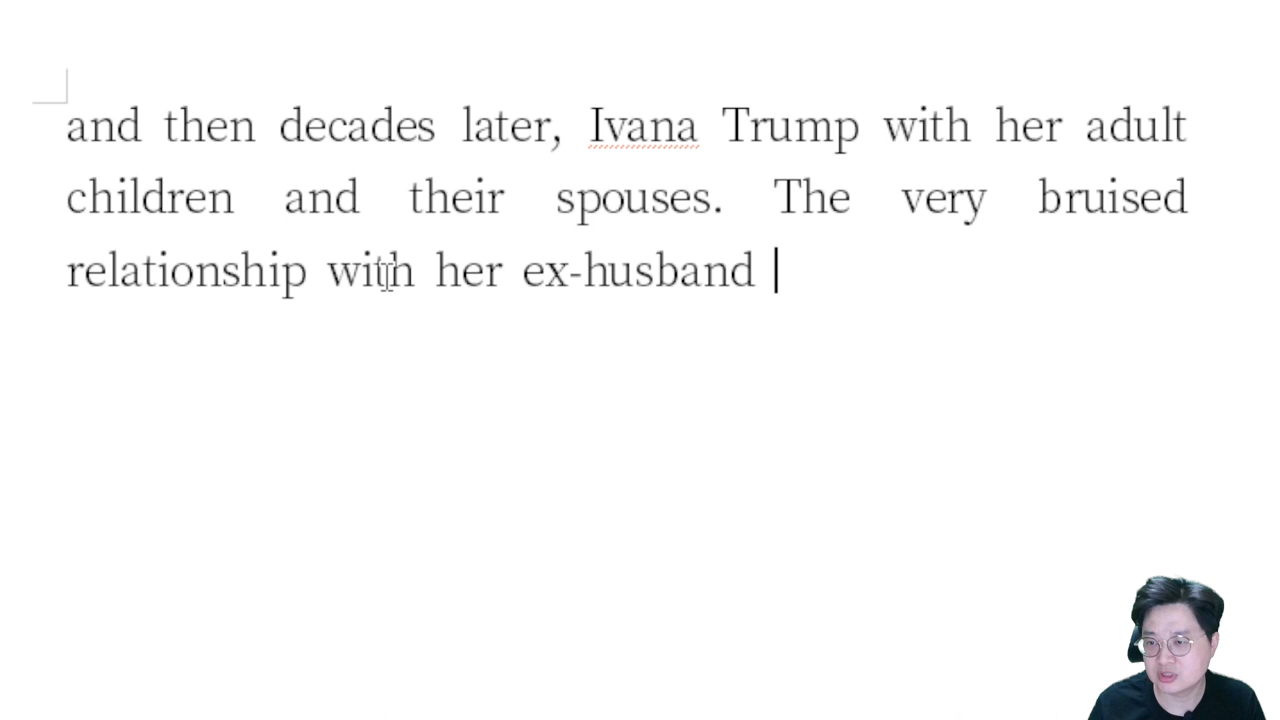 and then decades later, Ivana Trump with her adult
children and their spouses. The very bruised
relationship with her ex-husband